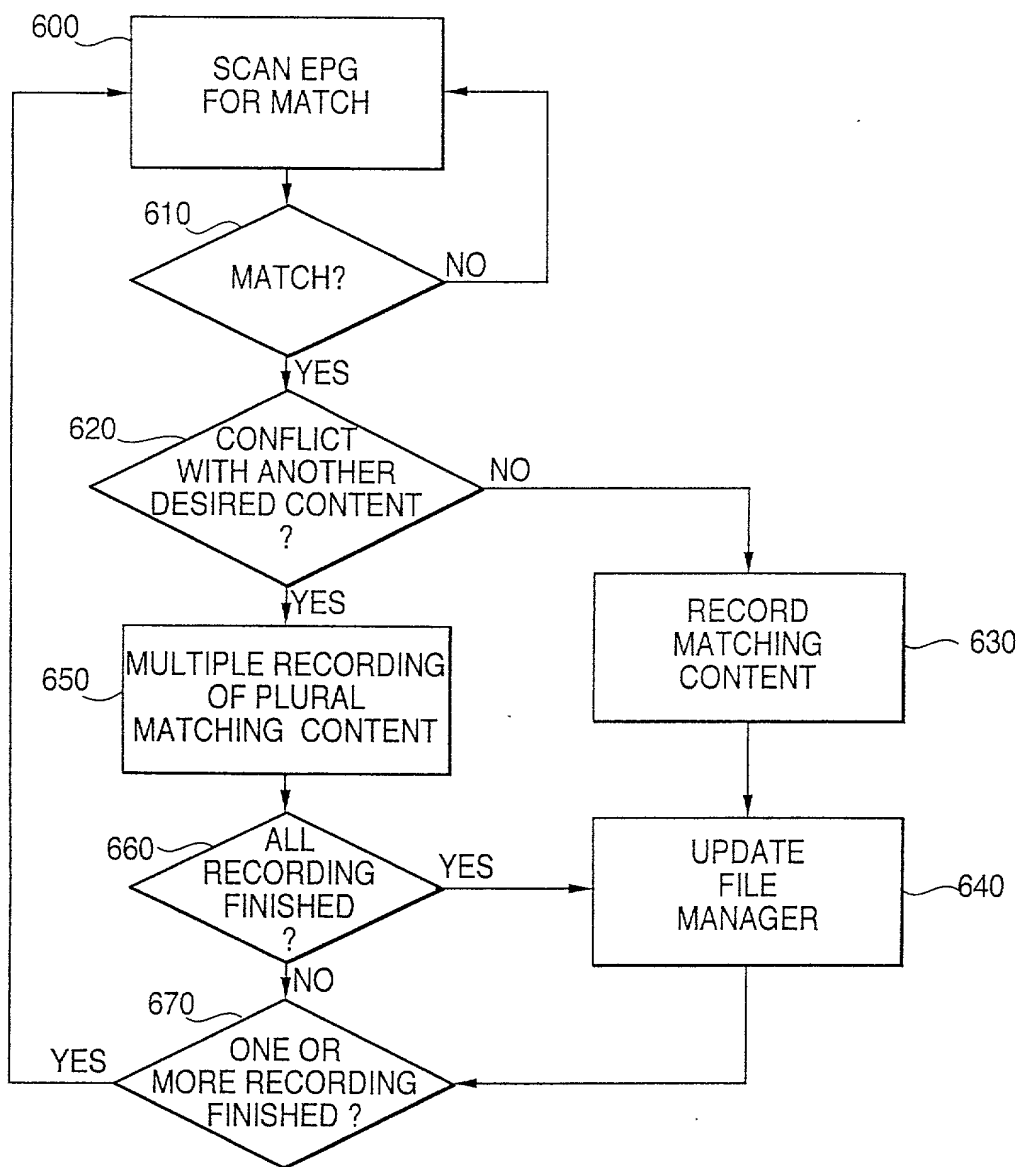 600
SCAN EPG
FOR MATCH
610
MATCH?
NO
YES
620
CONFLICT
WITH ANOTHER
DESIRED CONTENT
?
NO
YES
RECORD
MATCHING
CONTENT
630
650
MULTIPLE RECORDING
OF PLURAL
MATCHING CONTENT
660
ALL
RECORDING
FINISHED
?
YES
UPDATE
FILE
MANAGER
640
NO
670
YES
ONE OR
MORE RECORDING
FINISHED ?